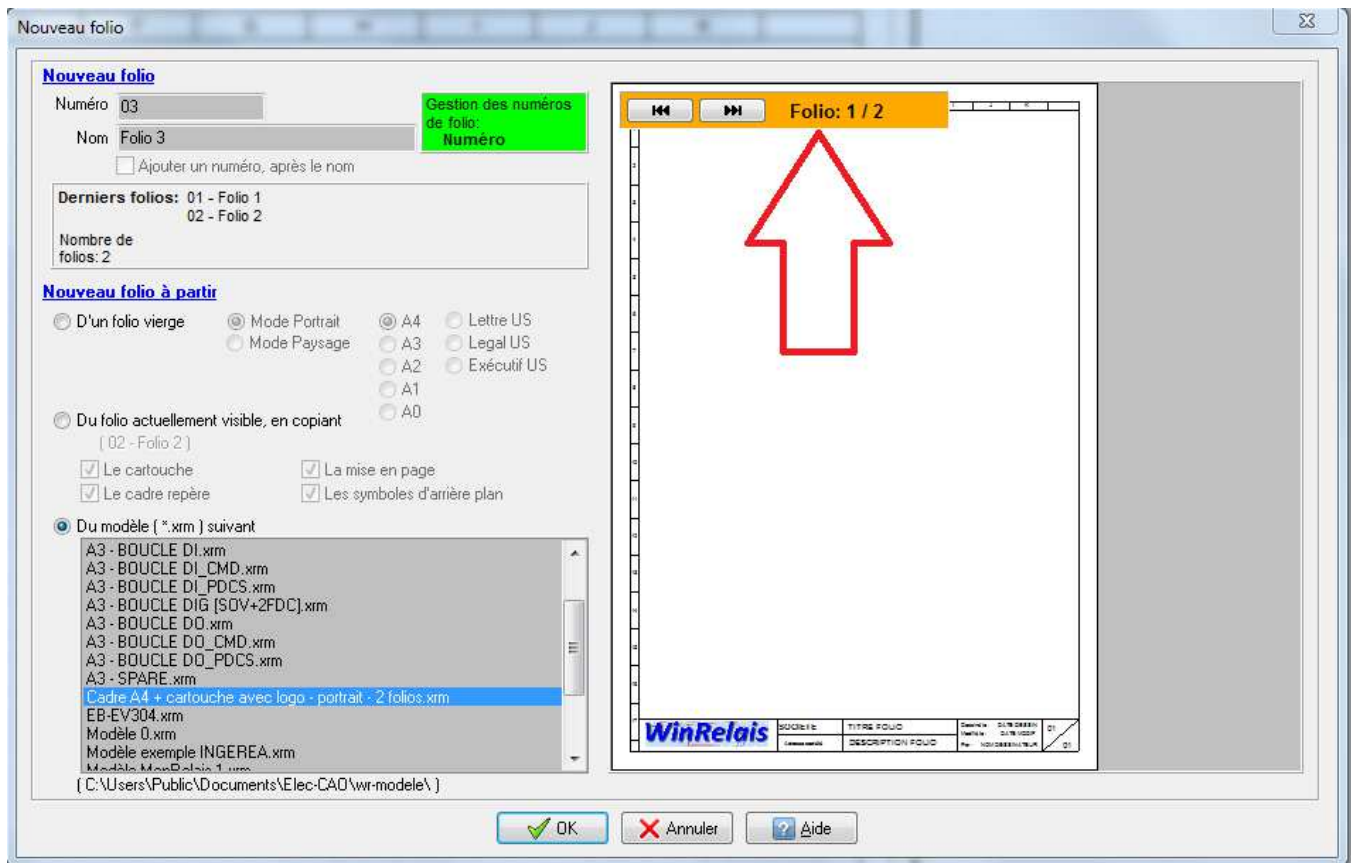 Nouveau folio
Nouveau folio
Numéro 03
Gestion des numéros
de folio:
Numéro
Nom Folio 3
Ajouter un numéro, après le nom
Derniers folios: 01 - Folio 1
02 - Folio 2
Nombre de
folios: 2
Nouveau folio à partir
D'un folio vierge Mode Portrait A4 Lettre US
Mode Paysage A3 Legal US
A2 Exécutif US
A1
A0
Du folio actuellement visible, en copiant
( 02 - Folio 2 )
Le cartouche La mise en page
Le cadre repère Les symboles d'arrière plan
Du modèle ( *.xrm ) suivant
A3 - BOUCLE DI.xrm
A3 - BOUCLE DI_CMD.xrm
A3 - BOUCLE DI_PDCS.xrm
A3 - BOUCLE DIG [SOV+2FDC].xrm
A3 - BOUCLE DO.xrm
A3 - BOUCLE DO_CMD.xrm
A3 - BOUCLE DO_PDCS.xrm
A3 - SPARE.xrm
Cadre A4 + cartouche avec logo - portrait - 2 folios.xrm
EB-EV304.xrm
Modèle 0.xrm
Modèle exemple INGEREA.xrm
Modèle MonRelais 1.xrm
( C:\Users\Public\Documents\Elec-CAO\wr-modele\ )
Folio: 1 / 2
WinRelais
SOCIETE TITRE FOLIO
DESCRIPTION FOLIO
01
01
OK Annuler Aide